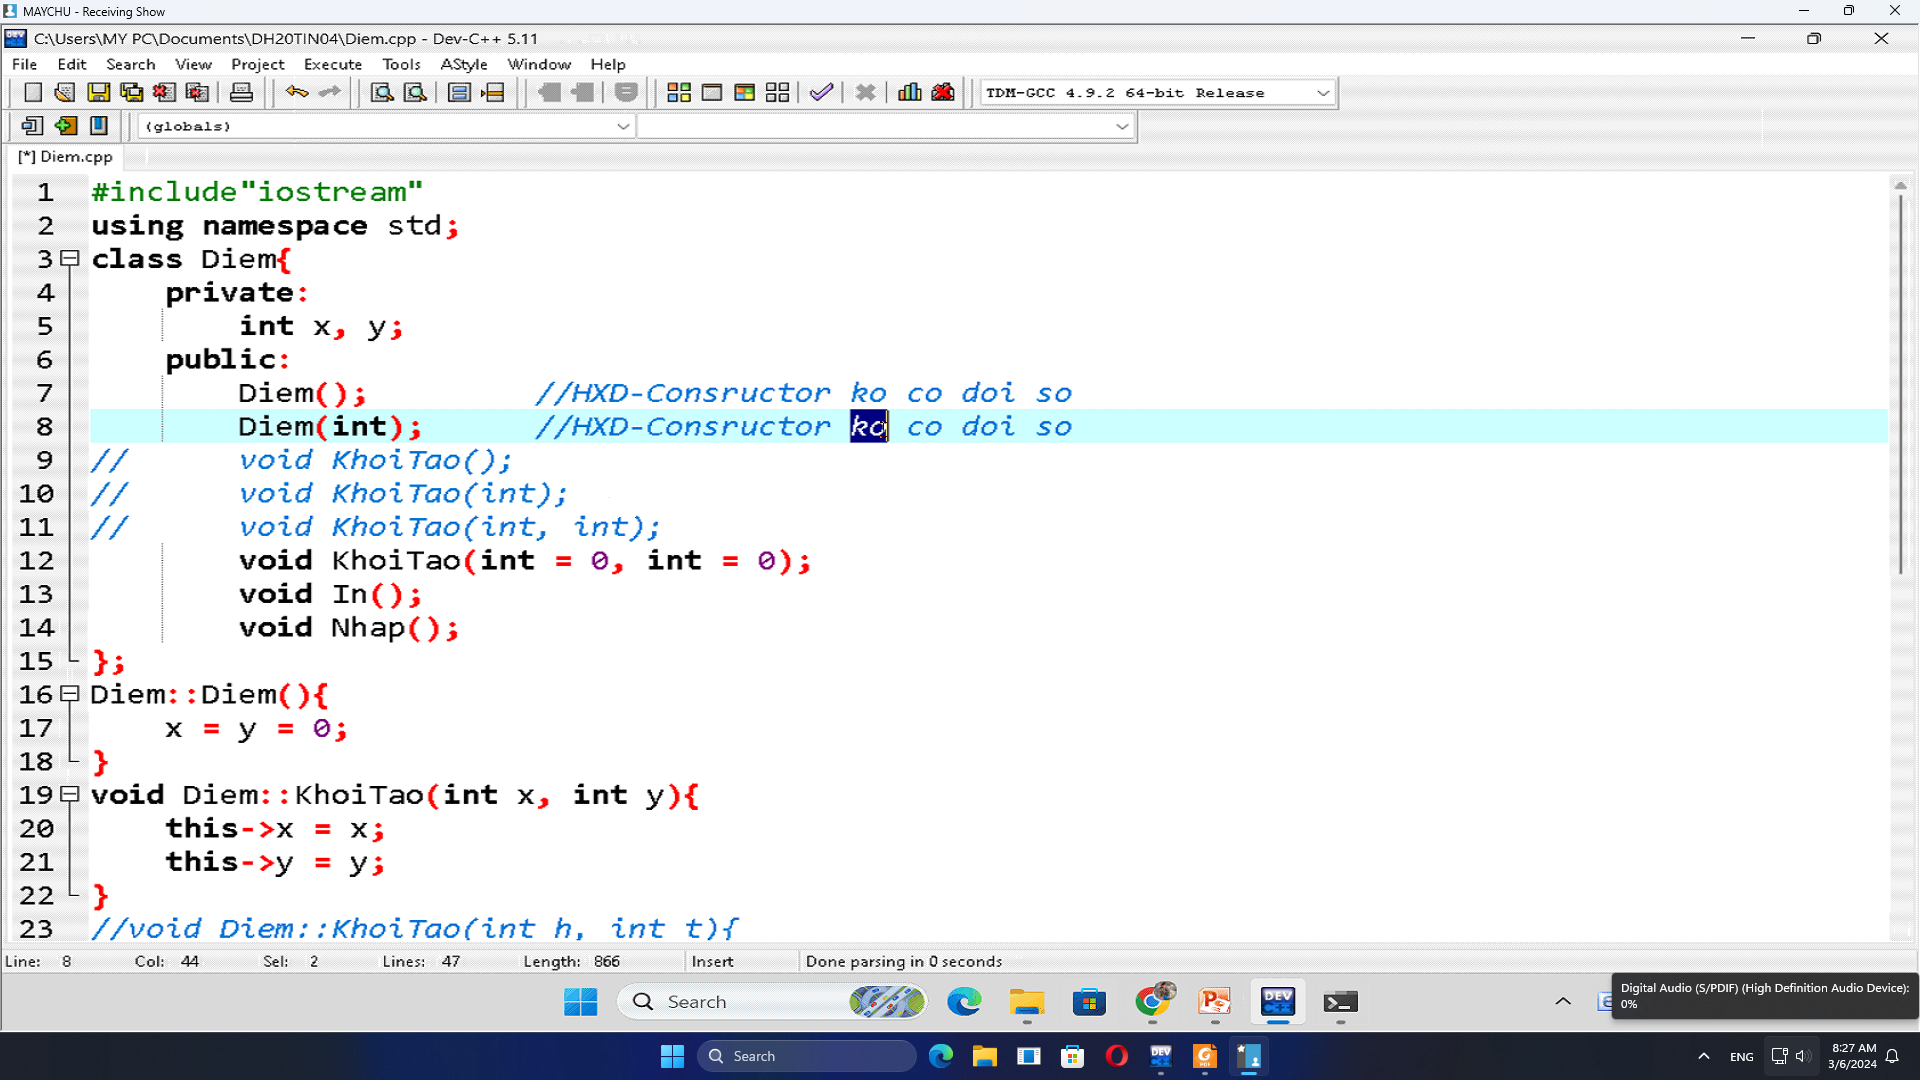 MAYCHU - Receiving Show
C:\Users\MY PC\Documents\DH20TIN04\Diem.cpp - Dev-C++ 5.11
File Edit Search View Project Execute Tools AStyle Window Help
TDM-GCC 4.9.2 64-bit Release
(globals)
[*] Diem.cpp
1 #include"iostream"
2 using namespace std;
3 class Diem{
4 private:
5 int x, y;
6 public:
7 Diem(); //HXD-Consructor ko co doi so
8 Diem(int); //HXD-Consructor ko co doi so
9 // void KhoiTao();
10 // void KhoiTao(int);
11 // void KhoiTao(int, int);
12 void KhoiTao(int = 0, int = 0);
13 void In();
14 void Nhap();
15 };
16 Diem::Diem(){
17 x = y = 0;
18 }
19 void Diem::KhoiTao(int x, int y){
20 this->x = x;
21 this->y = y;
22 }
23 //void Diem::KhoiTao(int h, int t){
Line: 8 Col: 44 Sel: 2 Lines: 47 Length: 866 Insert Done parsing in 0 seconds
Search
DEV
Digital Audio (S/PDIF) (High Definition Audio Device):
0%
Search
DEV
ENG
8:27 AM
3/6/2024